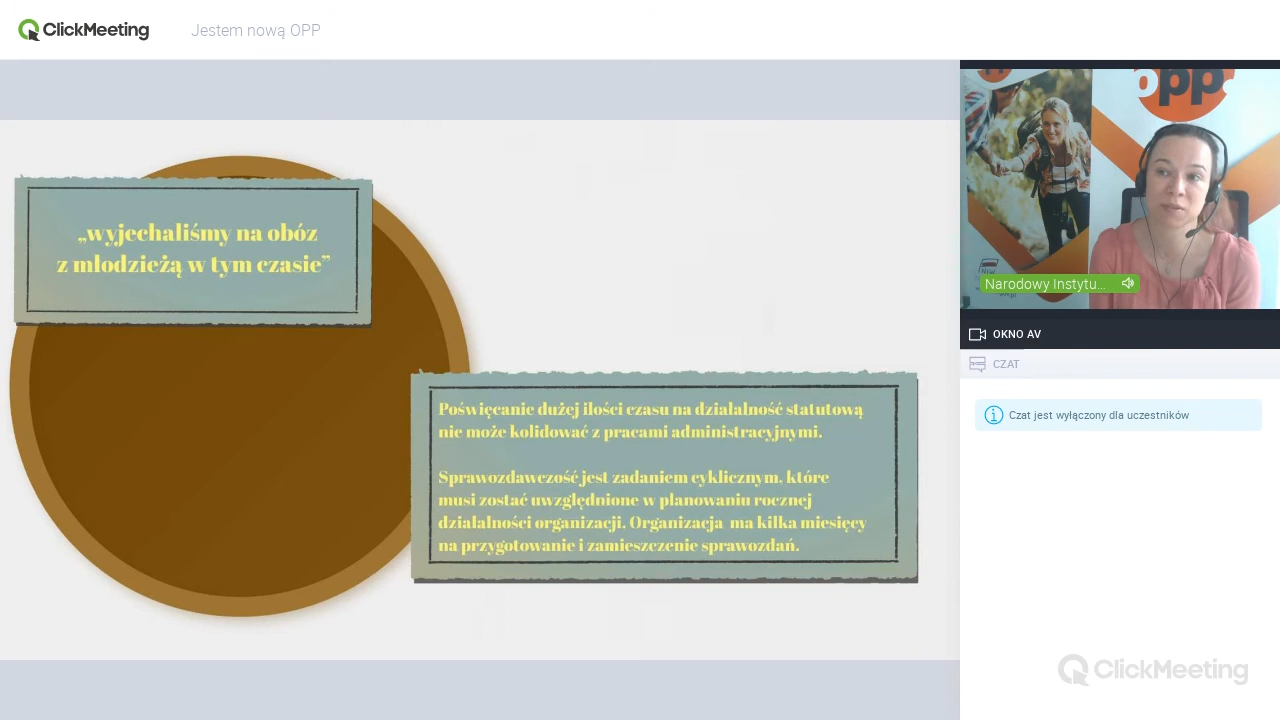 ClickMeeting
Jestem nową OPP
„wyjechaliśmy na obóz
z młodzieżą w tym czasie”
Poświęcanie dużej ilości czasu na działalność statutową
nie może kolidować z pracami administracyjnymi.
Sprawozdawczość jest zadaniem cyklicznym, które
musi zostać uwzględnione w planowaniu rocznej
działalności organizacji. Organizacja ma kilka miesięcy
na przygotowanie i zamieszczenie sprawozdań.
opp
Narodowy Instytu...
OKNO AV
CZAT
Czat jest wyłączony dla uczestników
ClickMeeting